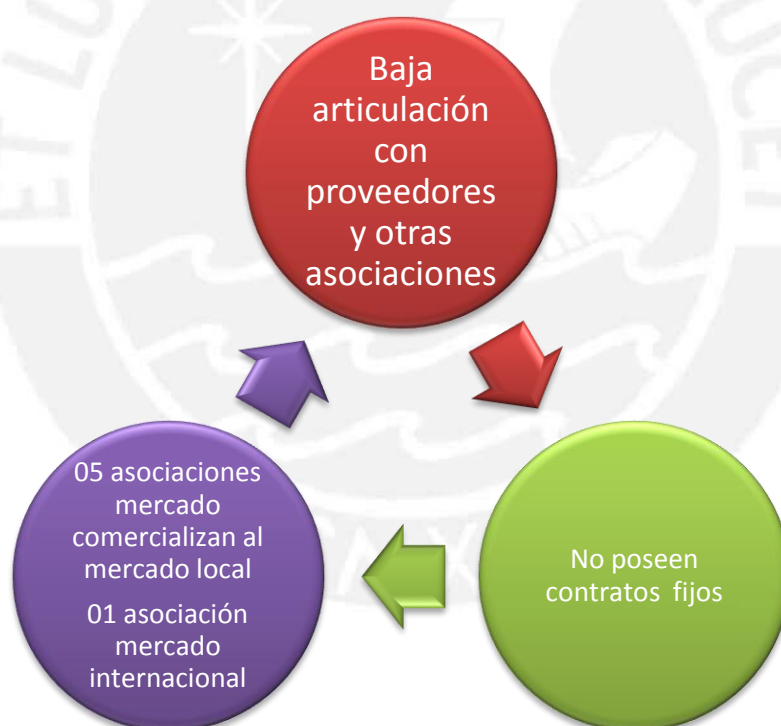 Baja
articulación
con
proveedores
y otras
asociaciones
No poseen
contratos fijos
05 asociaciones
mercado
comercializan al
mercado local
01 asociación
mercado
internacional